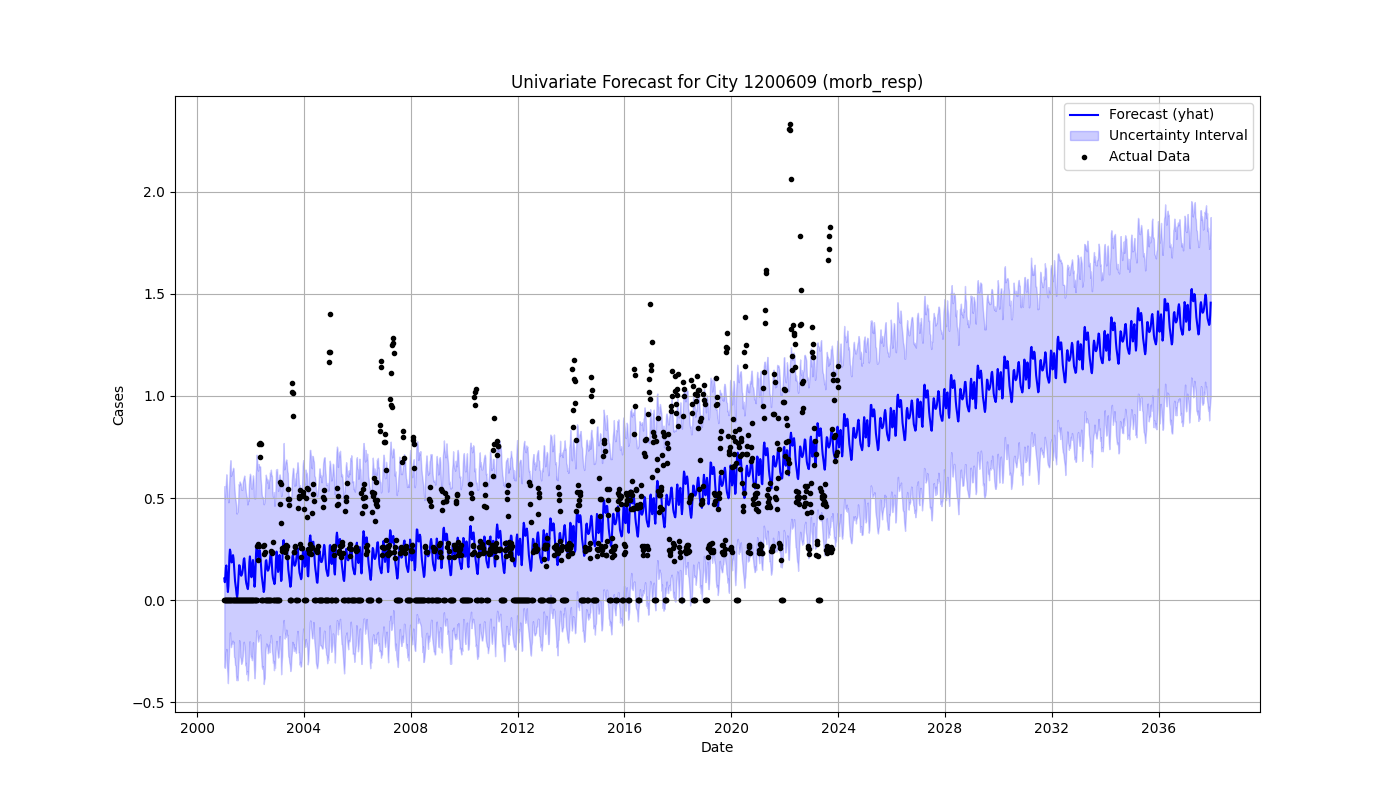 Univariate Forecast for City 1200609 (morb_resp)
Forecast (yhat)
Uncertainty Interval
Actual Data
Cases
2.0
1.5
1.0
0.5
0.0
−0.5
2000 2004 2008 2012 2016 2020 2024 2028 2032 2036
Date